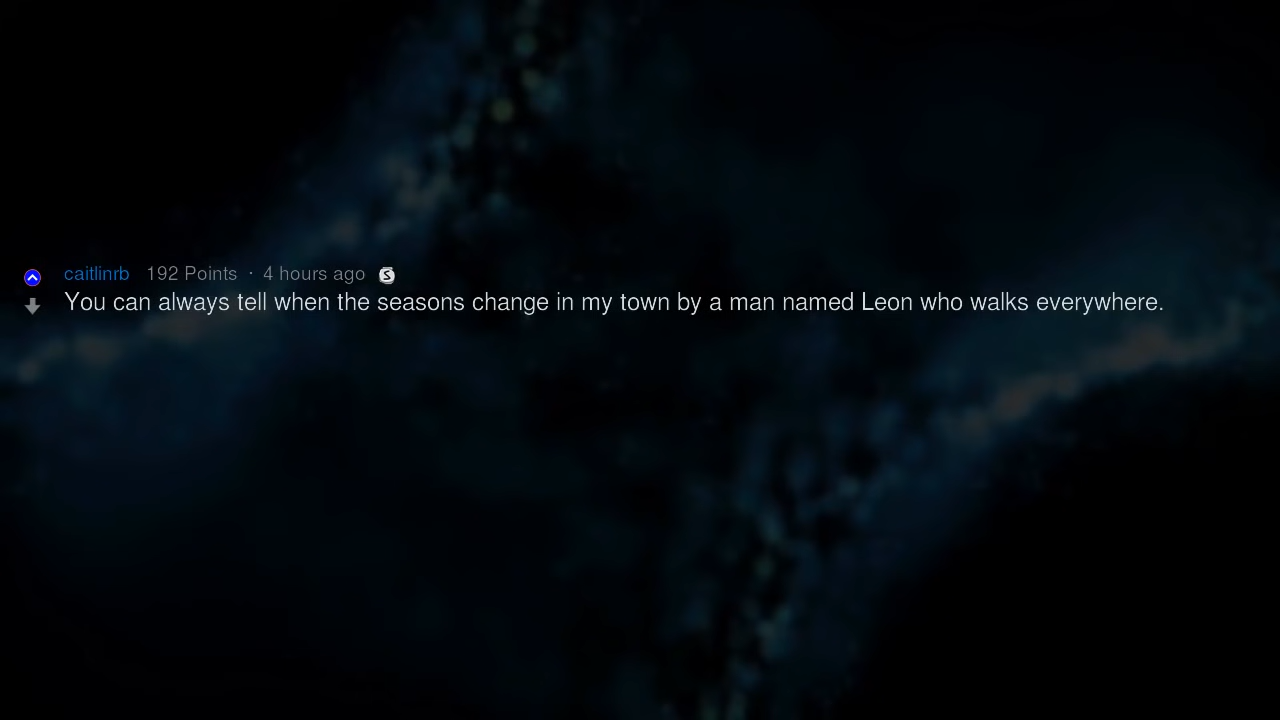 caitlinrb 192 Points · 4 hours ago S
You can always tell when the seasons change in my town by a man named Leon who walks everywhere.